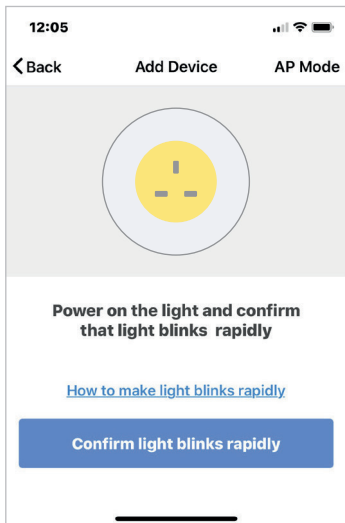 12:05
Back Add Device AP Mode
Power on the light and confirm
that light blinks rapidly
How to make light blinks rapidly
Confirm light blinks rapidly